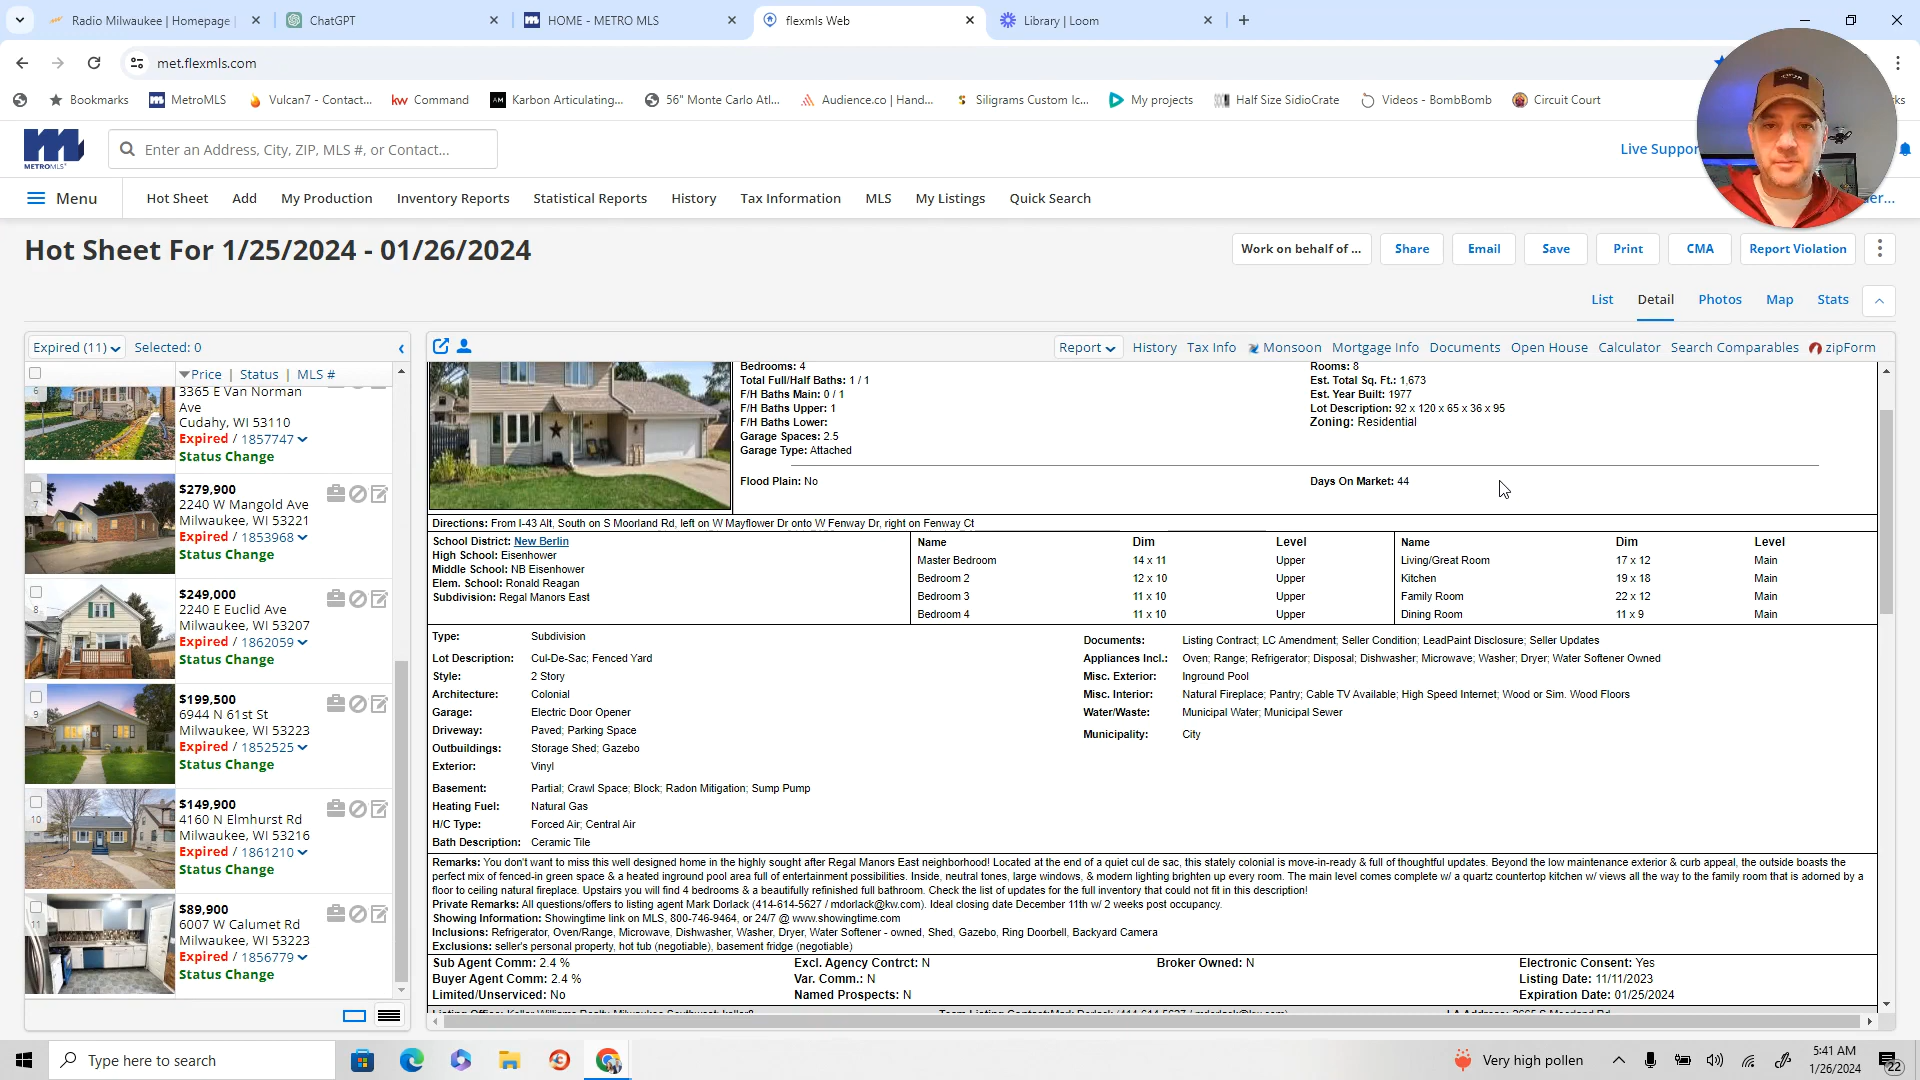 Radio Milwaukee | Homepage
ChatGPT
HOME - METRO MLS
flexmls Web
Library | Loom
met.flexmls.com
Bookmarks
MetroMLS
Vulcan7 - Contact...
kw Command
AM Karbon Articulating...
56" Monte Carlo Atl...
Audience.co | Hand...
Siligrams Custom Ic...
My projects
Half Size SidioCrate
Videos - BombBomb
Circuit Court
METROMLS
Enter an Address, City, ZIP, MLS #, or Contact...
Live Suppor
Menu
Hot Sheet
Add
My Production
Inventory Reports
Statistical Reports
History
Tax Information
MLS
My Listings
Quick Search
Hot Sheet For 1/25/2024 - 01/26/2024
Work on behalf of ...
Share
Email
Save
Print
CMA
Report Violation
List
Detail
Photos
Map
Stats
Expired (11)
Selected: 0
Report
History
Tax Info
Monsoon
Mortgage Info
Documents
Open House
Calculator
Search Comparables
zipForm
Price | Status | MLS #
6
3365 E Van Norman
Ave
Cudahy, WI 53110
Expired / 1857747
Status Change
7
$279,900
2240 W Mangold Ave
Milwaukee, WI 53221
Expired / 1853968
Status Change
8
$249,000
2240 E Euclid Ave
Milwaukee, WI 53207
Expired / 1862059
Status Change
9
$199,500
6944 N 61st St
Milwaukee, WI 53223
Expired / 1852525
Status Change
10
$149,900
4160 N Elmhurst Rd
Milwaukee, WI 53216
Expired / 1861210
Status Change
11
$89,900
6007 W Calumet Rd
Milwaukee, WI 53223
Expired / 1856779
Status Change
Bedrooms: 4
Total Full/Half Baths: 1 / 1
F/H Baths Main: 0 / 1
F/H Baths Upper: 1
F/H Baths Lower:
Garage Spaces: 2.5
Garage Type: Attached
Rooms: 8
Est. Total Sq. Ft.: 1,673
Est. Year Built: 1977
Lot Description: 92 x 120 x 65 x 36 x 95
Zoning: Residential
Flood Plain: No
Days On Market: 44
Directions: From I-43 Alt, South on S Moorland Rd, left on W Mayflower Dr onto W Fenway Dr, right on Fenway Ct
School District: New Berlin
High School: Eisenhower
Middle School: NB Eisenhower
Elem. School: Ronald Reagan
Subdivision: Regal Manors East
Name Dim Level
Master Bedroom 14 x 11 Upper
Bedroom 2 12 x 10 Upper
Bedroom 3 11 x 10 Upper
Bedroom 4 11 x 10 Upper
Name Dim Level
Living/Great Room 17 x 12 Main
Kitchen 19 x 18 Main
Family Room 22 x 12 Main
Dining Room 11 x 9 Main
Type: Subdivision
Lot Description: Cul-De-Sac; Fenced Yard
Style: 2 Story
Architecture: Colonial
Garage: Electric Door Opener
Driveway: Paved; Parking Space
Outbuildings: Storage Shed; Gazebo
Exterior: Vinyl
Basement: Partial; Crawl Space; Block; Radon Mitigation; Sump Pump
Heating Fuel: Natural Gas
H/C Type: Forced Air; Central Air
Bath Description: Ceramic Tile
Documents: Listing Contract; LC Amendment; Seller Condition; LeadPaint Disclosure; Seller Updates
Appliances Incl.: Oven; Range; Refrigerator; Disposal; Dishwasher; Microwave; Washer; Dryer; Water Softener Owned
Misc. Exterior: Inground Pool
Misc. Interior: Natural Fireplace; Pantry; Cable TV Available; High Speed Internet; Wood or Sim. Wood Floors
Water/Waste: Municipal Water; Municipal Sewer
Municipality: City
Remarks: You don't want to miss this well designed home in the highly sought after Regal Manors East neighborhood! Located at the end of a quiet cul de sac, this stately colonial is move-in-ready & full of thoughtful updates. Beyond the low maintenance exterior & curb appeal, the outside boasts the
perfect mix of fenced-in green space & a heated inground pool area full of entertainment possibilities. Inside, neutral tones, large windows, & modern lighting brighten up every room. The main level comes complete w/ a quartz countertop kitchen w/ views all the way to the family room that is adorned by a
floor to ceiling natural fireplace. Upstairs you will find 4 bedrooms & a beautifully refinished full bathroom. Check the list of updates for the full inventory that could not fit in this description!
Private Remarks: All questions/offers to listing agent Mark Dorlack (414-614-5627 / mdorlack@kw.com). Ideal closing date December 11th w/ 2 weeks post occupancy.
Showing Information: Showingtime link on MLS, 800-746-9464, or 24/7 @ www.showingtime.com
Inclusions: Refrigerator, Oven/Range, Microwave, Dishwasher, Washer, Dryer, Water Softener - owned, Shed, Gazebo, Ring Doorbell, Backyard Camera
Exclusions: seller's personal property, hot tub (negotiable), basement fridge (negotiable)
Sub Agent Comm: 2.4 %
Buyer Agent Comm: 2.4 %
Limited/Unserviced: No
Excl. Agency Contrct: N
Var. Comm.: N
Named Prospects: N
Broker Owned: N
Electronic Consent: Yes
Listing Date: 11/11/2023
Expiration Date: 01/25/2024
Type here to search
Very high pollen
5:41 AM
1/26/2024
22